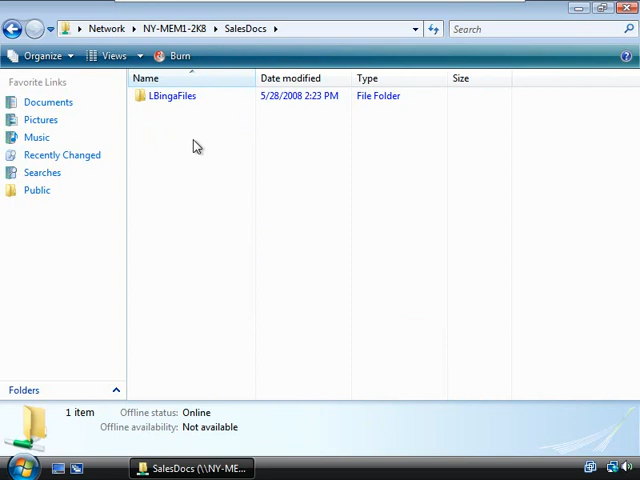 Network NY-MEM1-2K8 SalesDocs Search
Organize Views Burn
Favorite Links Name Date modified Type Size
LBingaFiles 5/28/2008 2:23 PM File Folder
Documents
Pictures
Music
Recently Changed
Searches
Public
Folders
1 item Offline status: Online
Offline availability: Not available
SalesDocs (\\NY-ME...